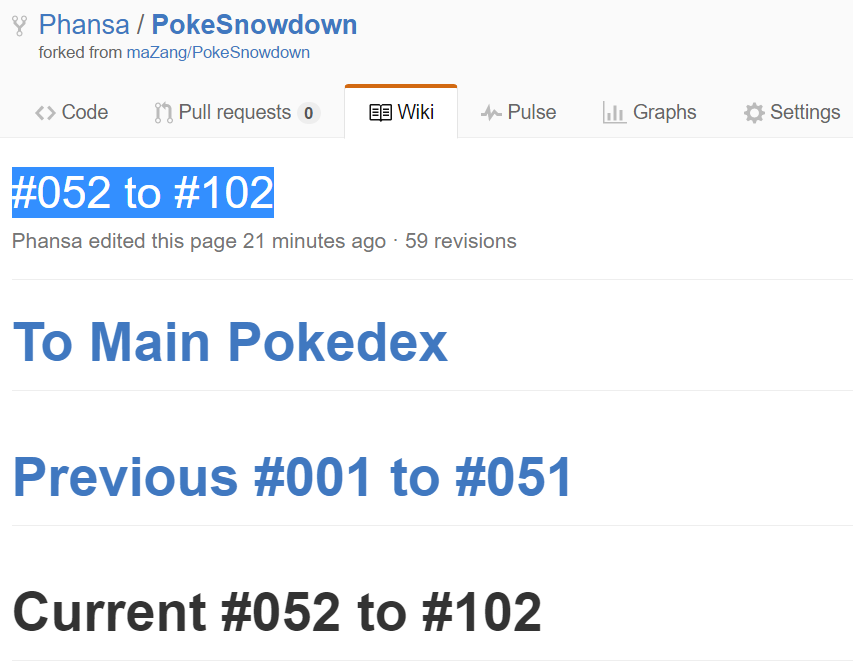 Phansa / PokeSnowdown
forked from maZang/PokeSnowdown
Code Pull requests 0 Wiki Pulse Graphs Settings
#052 to #102
Phansa edited this page 21 minutes ago · 59 revisions
To Main Pokedex
Previous #001 to #051
Current #052 to #102